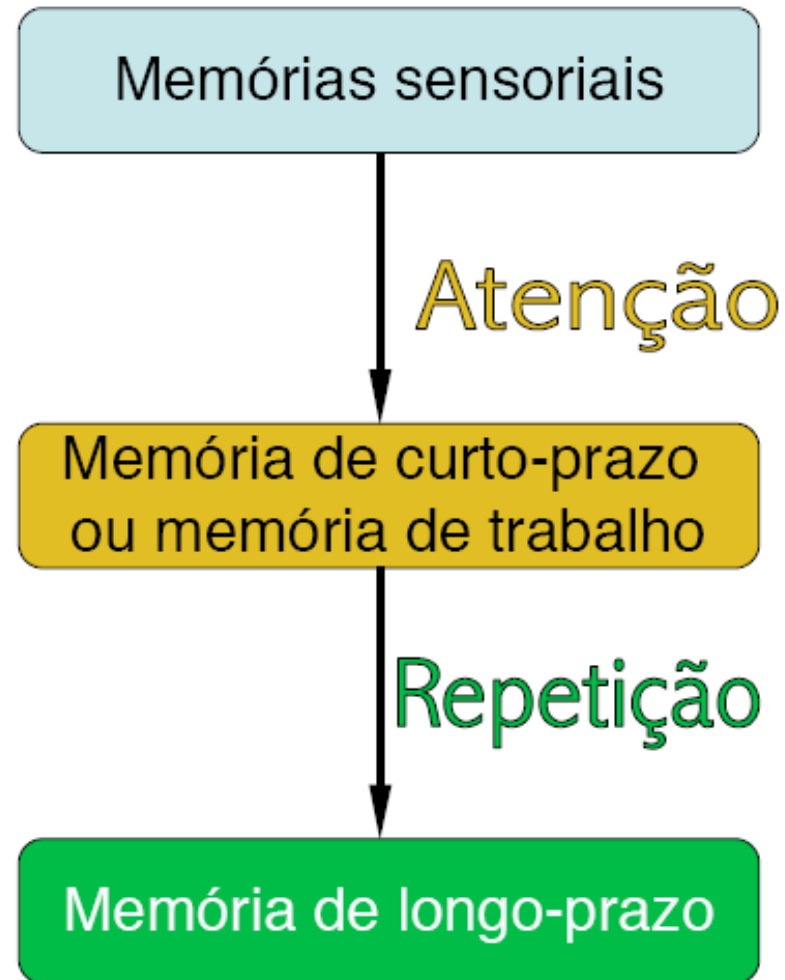 Memórias sensoriais
Atenção
Memória de curto-prazo
ou memória de trabalho
Repetição
Memória de longo-prazo